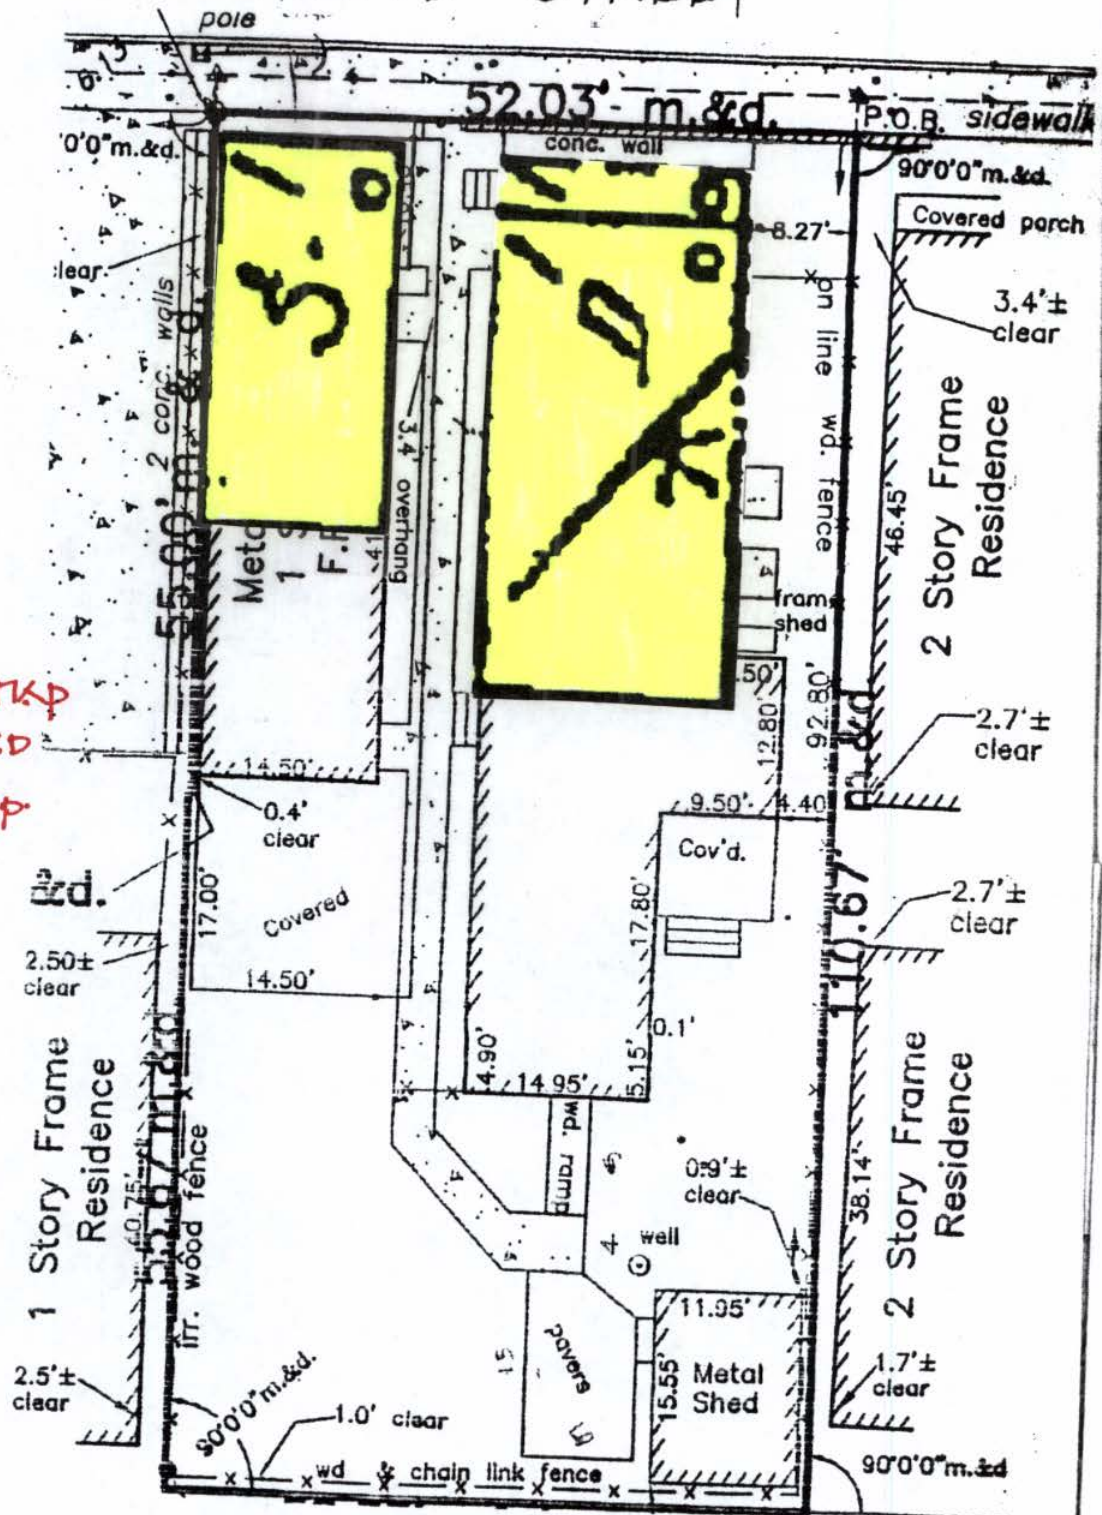 pole
52.03' m.&d.
P.O.B. sidewalk
conc. wall
0'0"m.&d.
90°0'0"m.&d.
Covered porch
8.27'
3.4'±
clear
on line wd. fence
2 conc. walls
55.00' m.&d.
3.4' overhang
46.45'
2 Story Frame
Residence
1
F.
41
fram
shed
.50'
12.80'
92.80'
2.7'±
clear
14.50'
9.50'
4.40'
m.&d
110.67'
0.4'
clear
Cov'd.
&d.
17.00'
Covered
17.80'
2.7'±
clear
2.50±
clear
14.50'
0.1'
4.90'
14.95'
5.15'
1 Story Frame
Residence
irr. wood fence
wd. ramp
0.9'±
clear
38.14'
2 Story Frame
Residence
well
11.95'
pavers
15
15.55'
Metal
Shed
2.5'±
clear
1.7'±
clear
90°0'0"m.&d.
1.0' clear
wd & chain link fence
90°0'0"m.&d